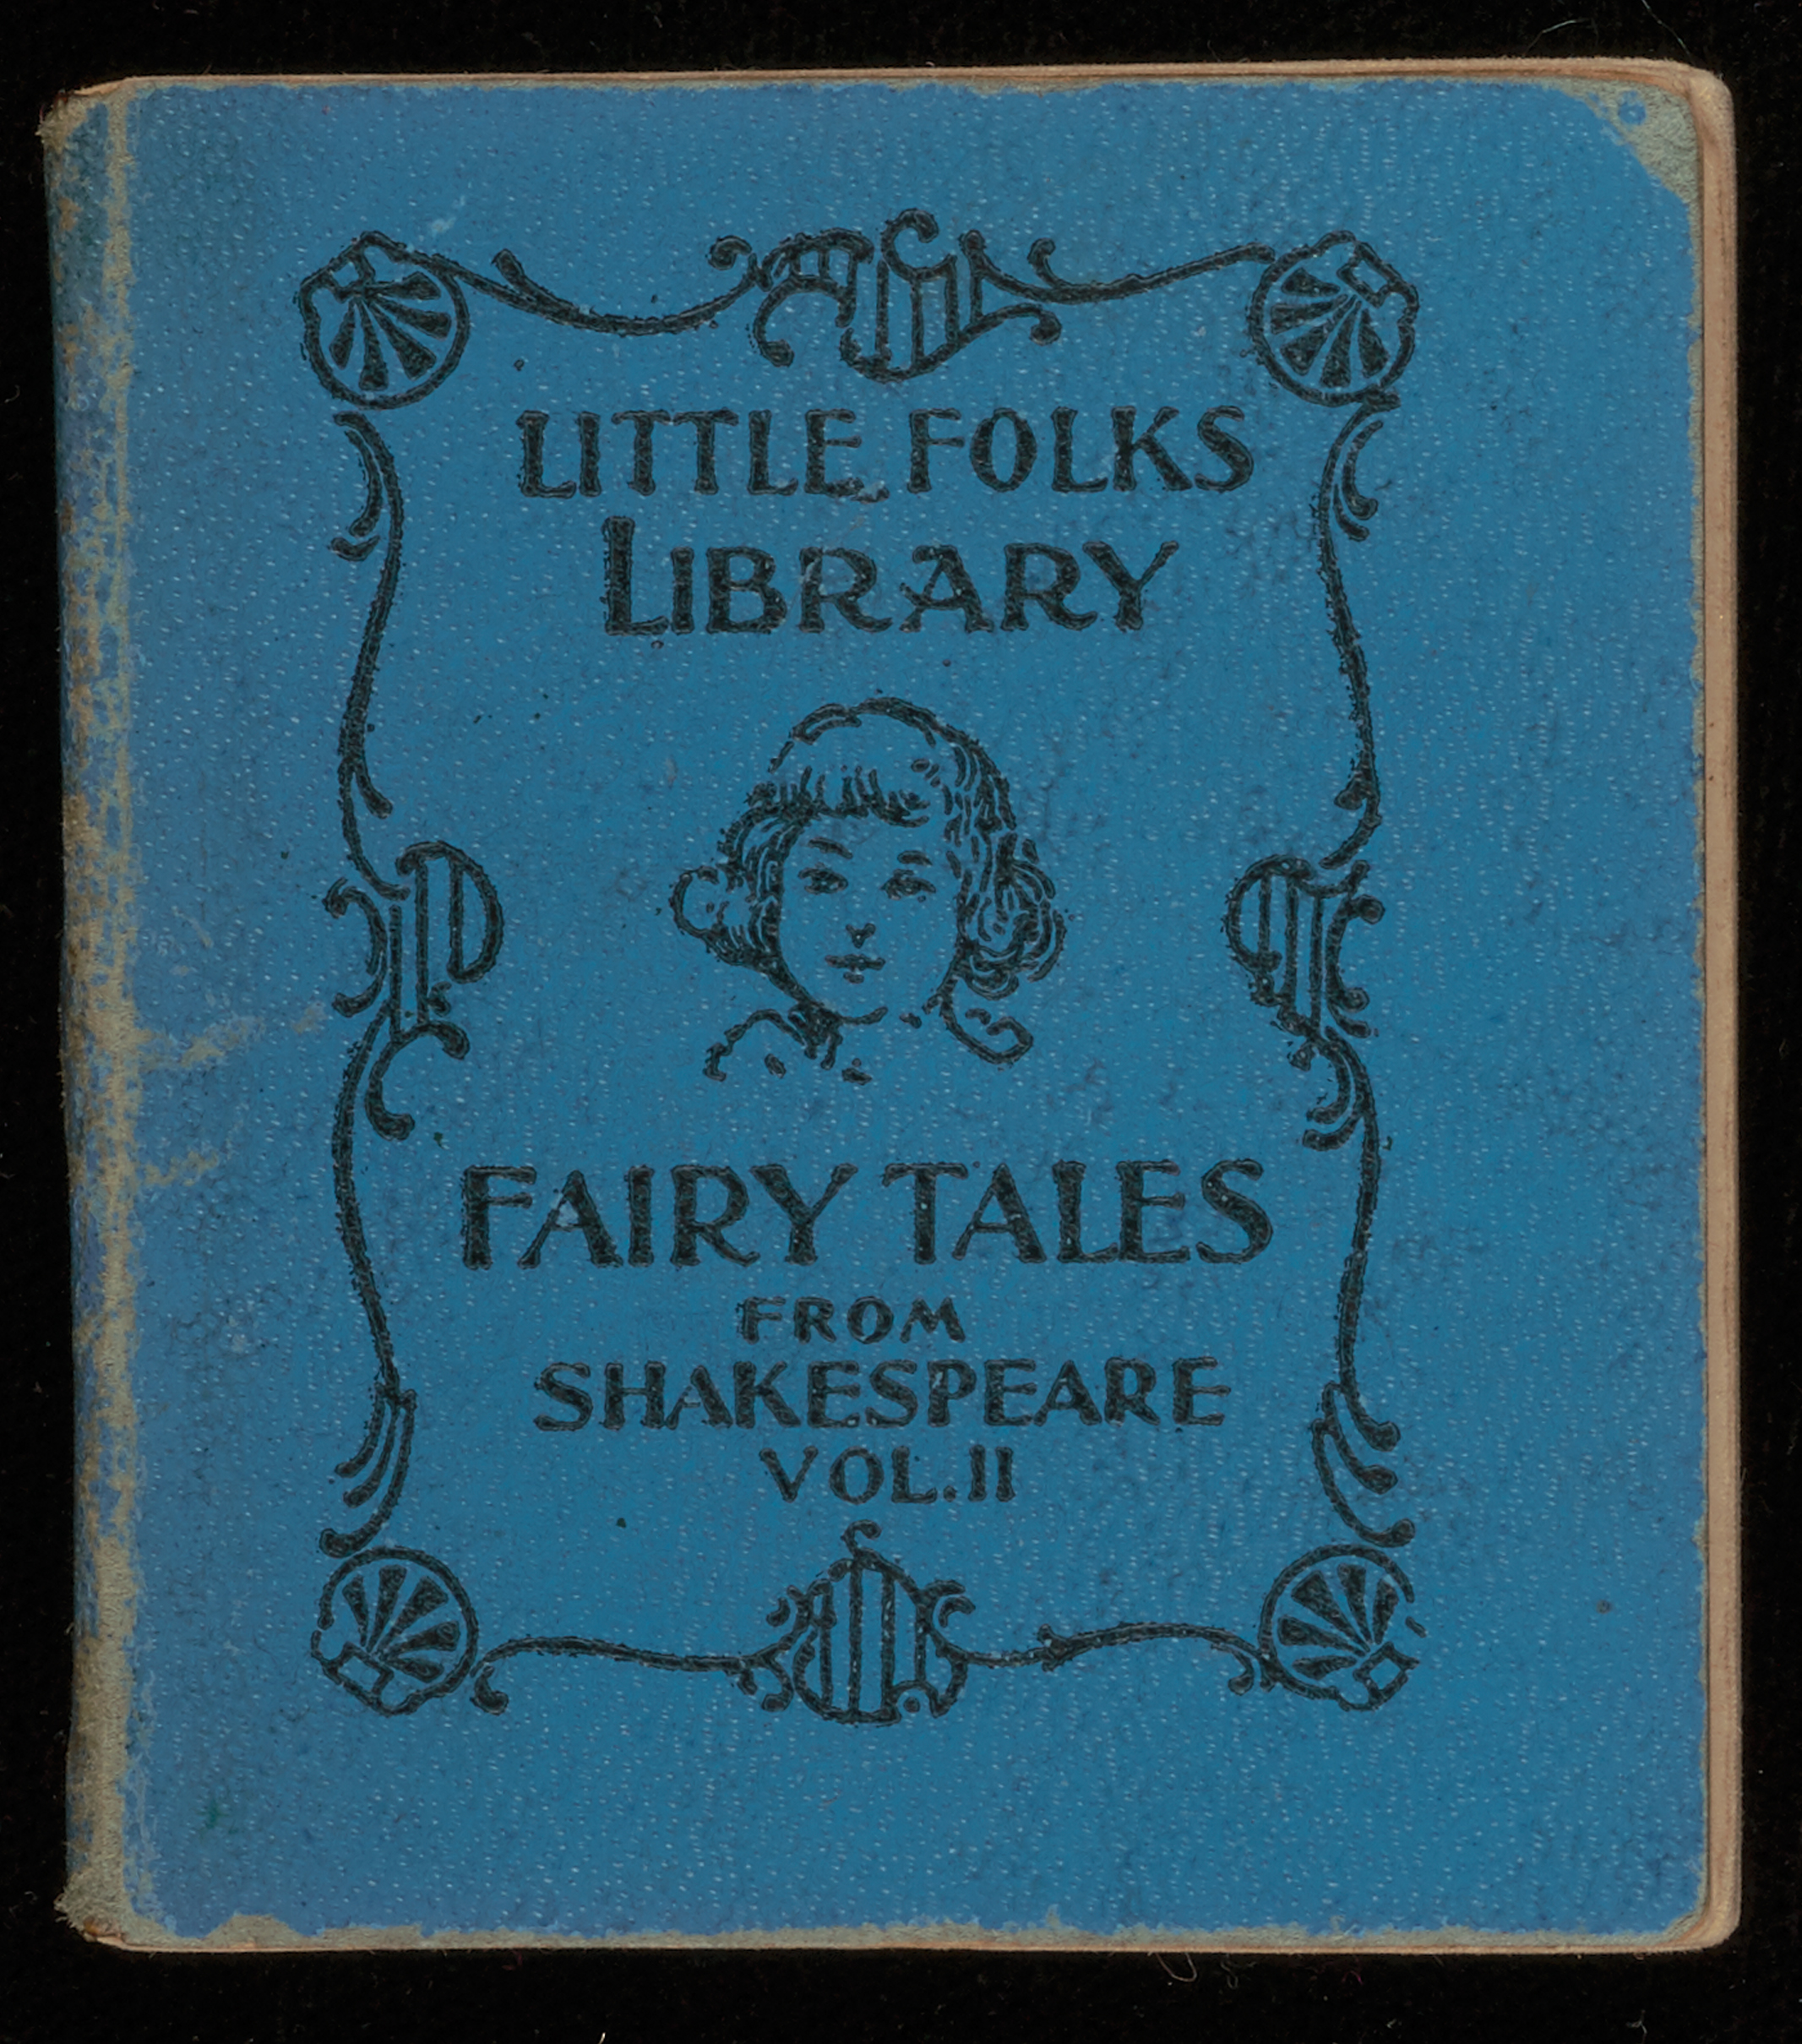 LITTLE FOLKS
LIBRARY
FAIRY TALES
FROM
SHAKESPEARE
VOL.II